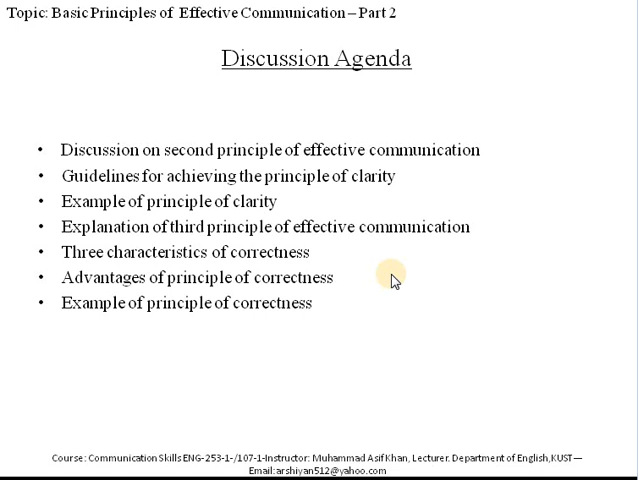 Topic: Basic Principles of Effective Communication – Part 2
Discussion Agenda
• Discussion on second principle of effective communication
• Guidelines for achieving the principle of clarity
• Example of principle of clarity
• Explanation of third principle of effective communication
• Three characteristics of correctness
• Advantages of principle of correctness
• Example of principle of correctness
Course: Communication Skills ENG-253-1-/107-1-Instructor: Muhammad Asif Khan, Lecturer. Department of English,KUST—
Email:arshiyan512@yahoo.com